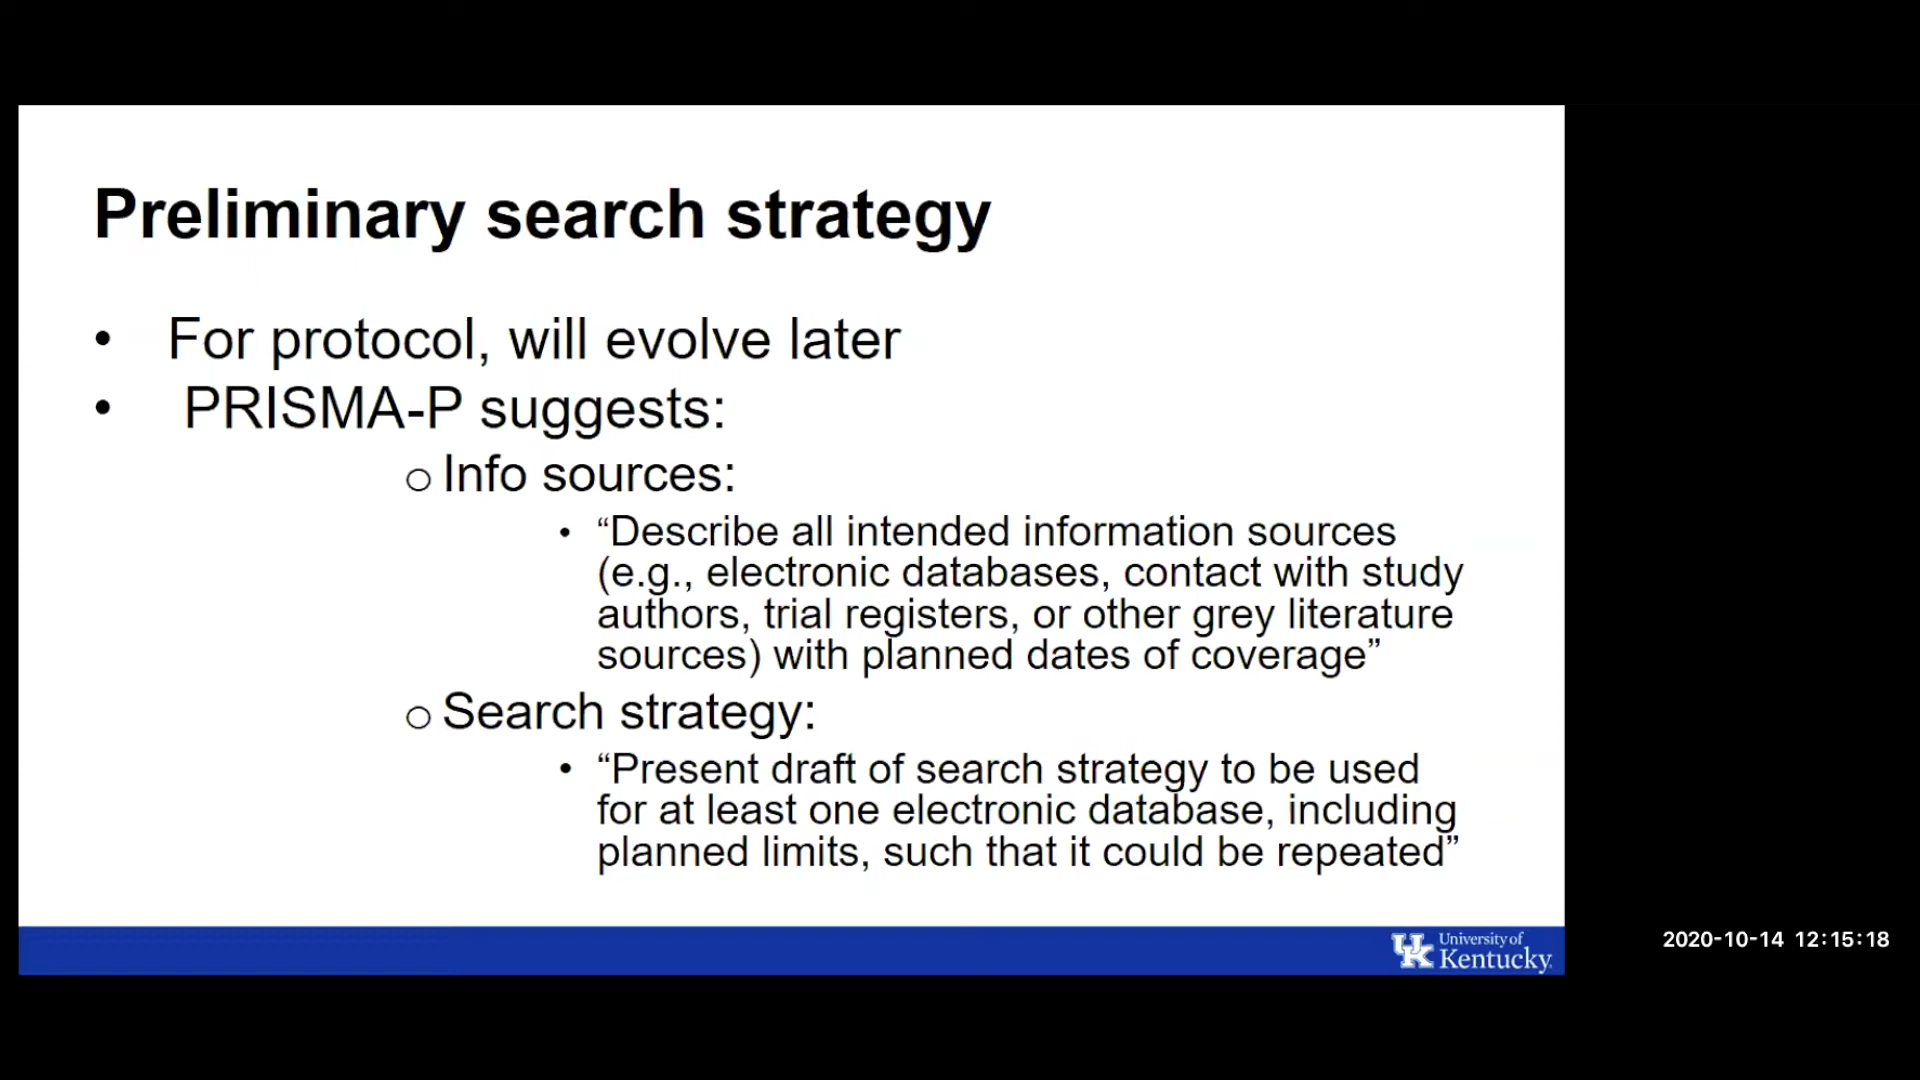 Preliminary search strategy
• For protocol, will evolve later
• PRISMA-P suggests:
o Info sources:
• “Describe all intended information sources
(e.g., electronic databases, contact with study
authors, trial registers, or other grey literature
sources) with planned dates of coverage”
o Search strategy:
• “Present draft of search strategy to be used
for at least one electronic database, including
planned limits, such that it could be repeated”
UK University of
Kentucky
2020-10-14 12:15:18